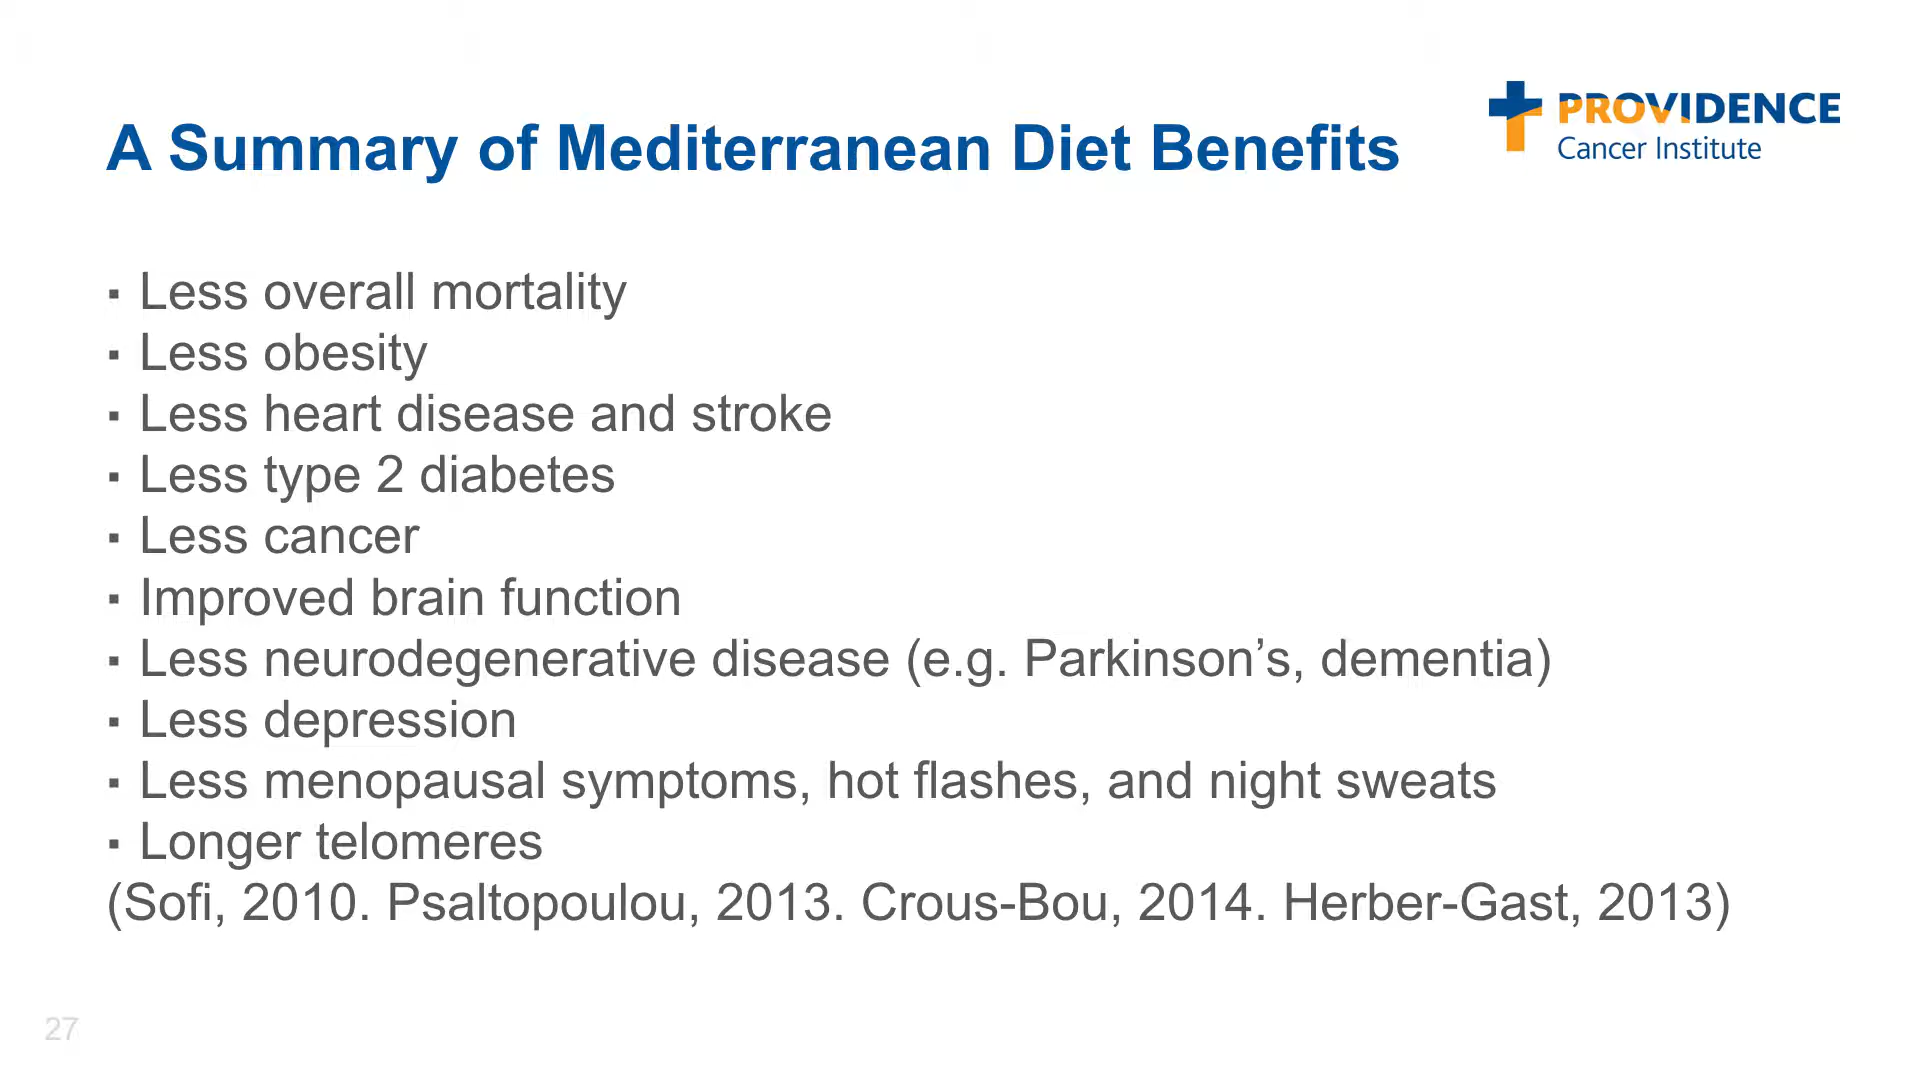 PROVIDENCE
Cancer Institute
A Summary of Mediterranean Diet Benefits
▪ Less overall mortality
▪ Less obesity
▪ Less heart disease and stroke
▪ Less type 2 diabetes
▪ Less cancer
▪ Improved brain function
▪ Less neurodegenerative disease (e.g. Parkinson’s, dementia)
▪ Less depression
▪ Less menopausal symptoms, hot flashes, and night sweats
▪ Longer telomeres
(Sofi, 2010. Psaltopoulou, 2013. Crous-Bou, 2014. Herber-Gast, 2013)
27